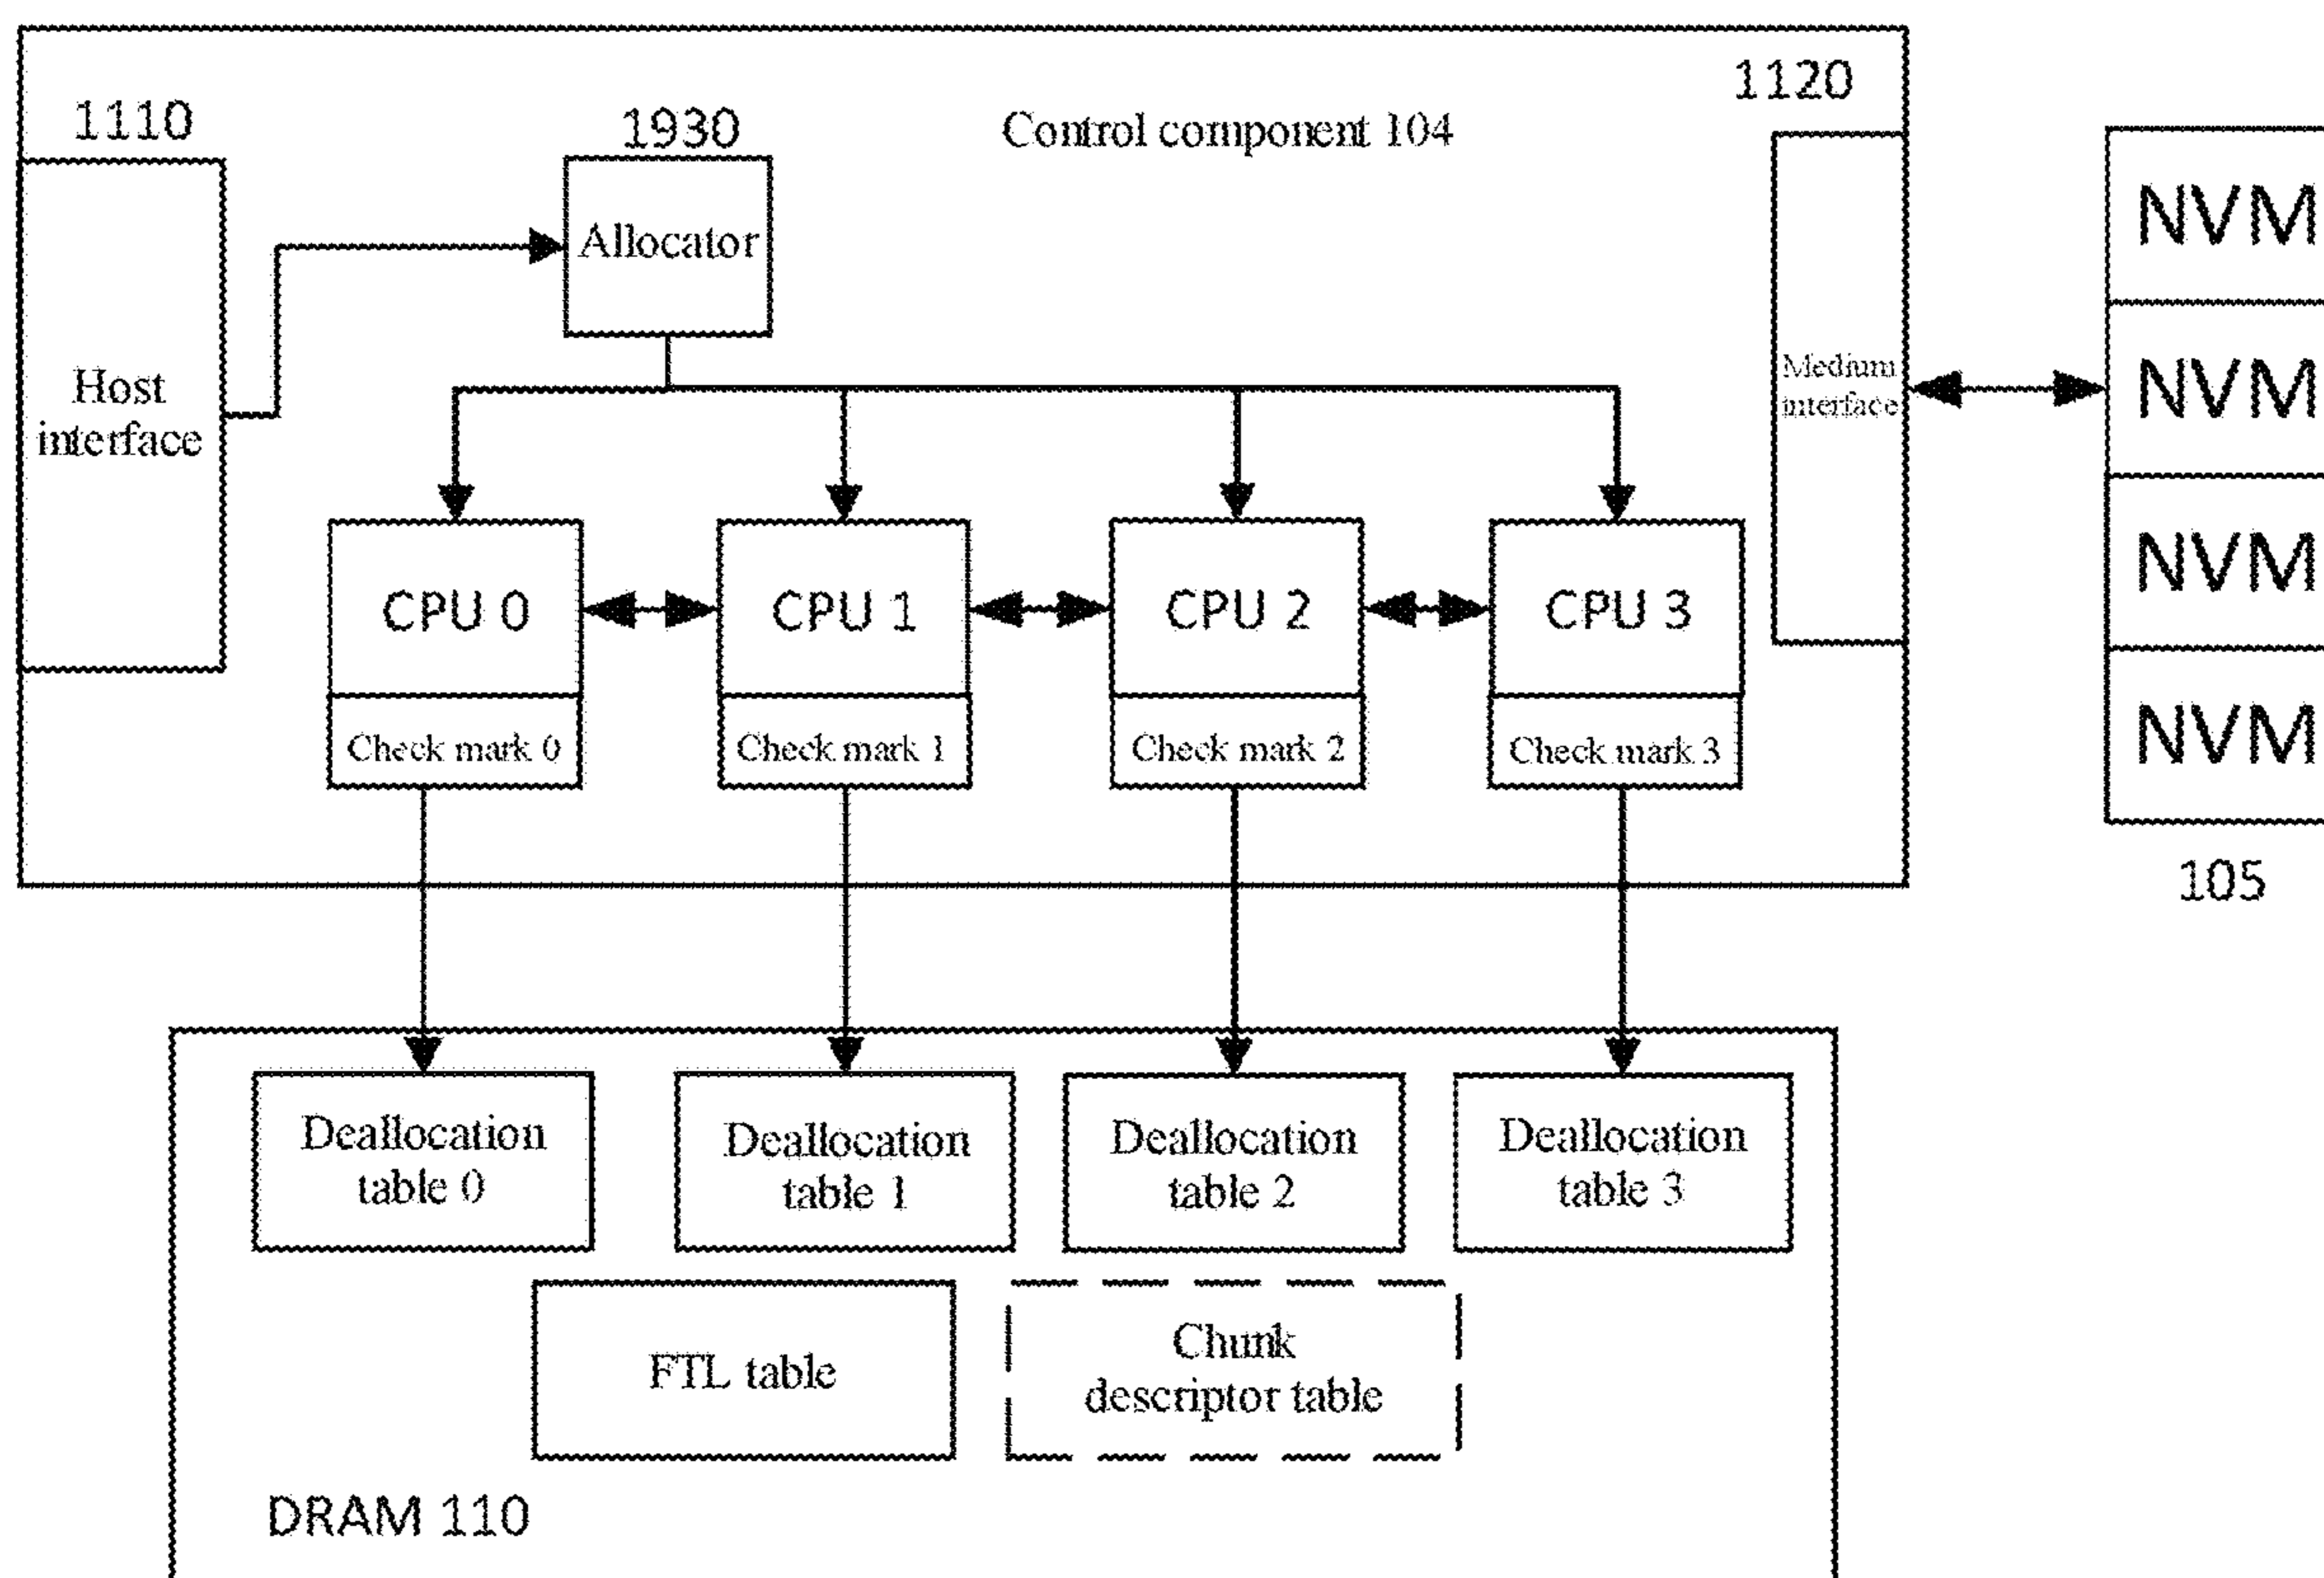 1110
1930
Control component 104
1120
Host
interface
Allocator
Medium
interface
NVM
NVM
NVM
NVM
105
CPU 0
CPU 1
CPU 2
CPU 3
Check mark 0
Check mark 1
Check mark 2
Check mark 3
Deallocation
table 0
Deallocation
table 1
Deallocation
table 2
Deallocation
table 3
FTL table
Chunk
descriptor table
DRAM 110